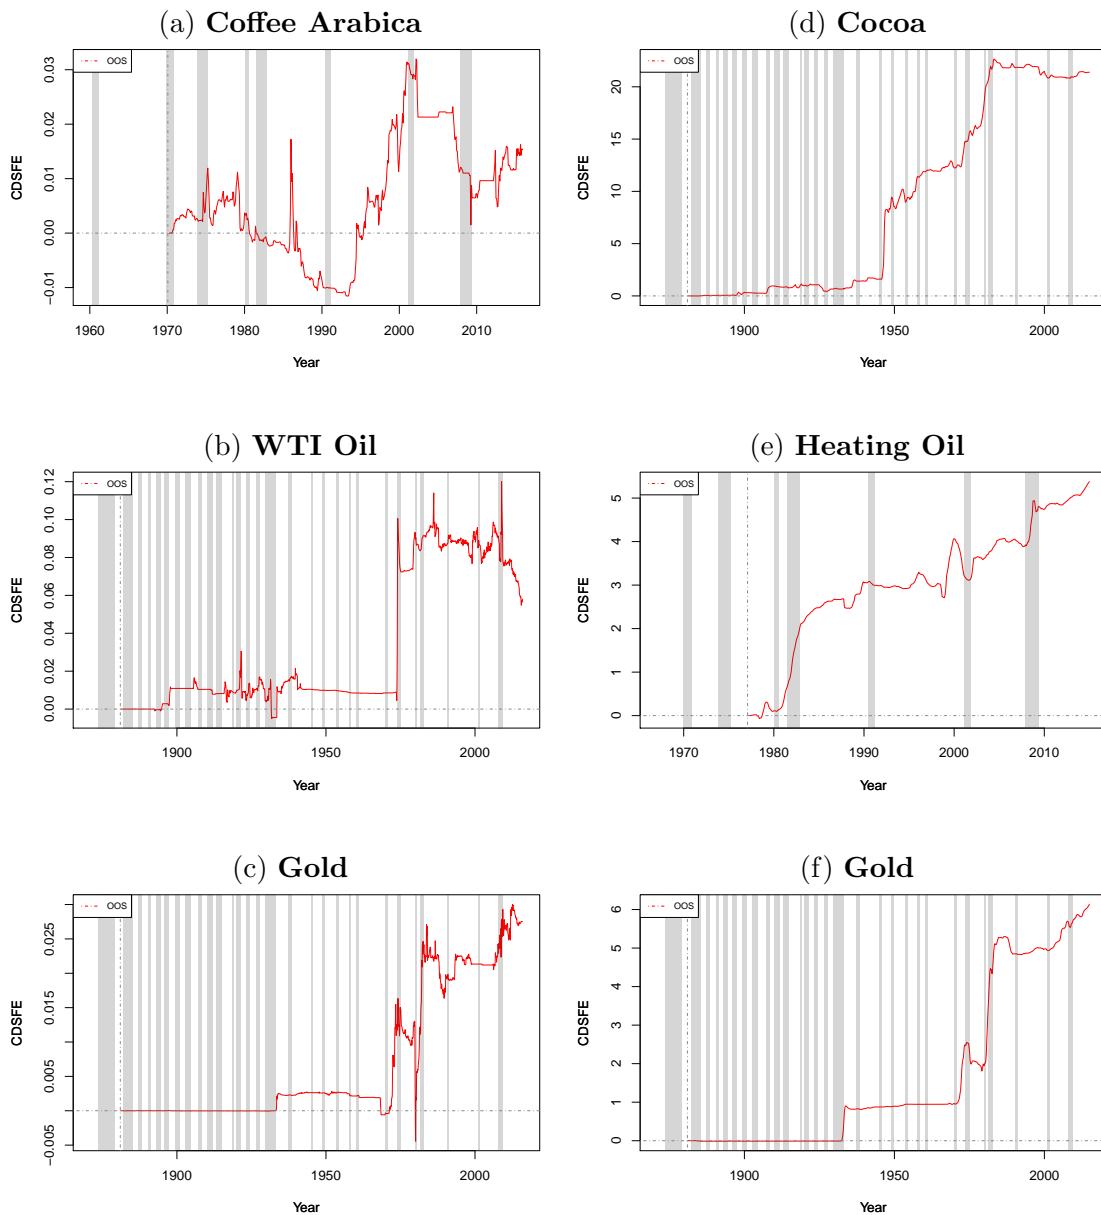 (a) Coffee Arabica
OOS
CDSFE
0.03
0.02
0.01
0.00
−0.01
1960 1970 1980 1990 2000 2010
Year
(d) Cocoa
OOS
CDSFE
20
15
10
5
0
1900 1950 2000
Year
(b) WTI Oil
OOS
CDSFE
0.12
0.10
0.08
0.06
0.04
0.02
0.00
1900 1950 2000
Year
(e) Heating Oil
OOS
CDSFE
5
4
3
2
1
0
1970 1980 1990 2000 2010
Year
(c) Gold
OOS
CDSFE
0.025
0.015
0.005
−0.005
1900 1950 2000
Year
(f) Gold
OOS
CDSFE
6
5
4
3
2
1
0
1900 1950 2000
Year